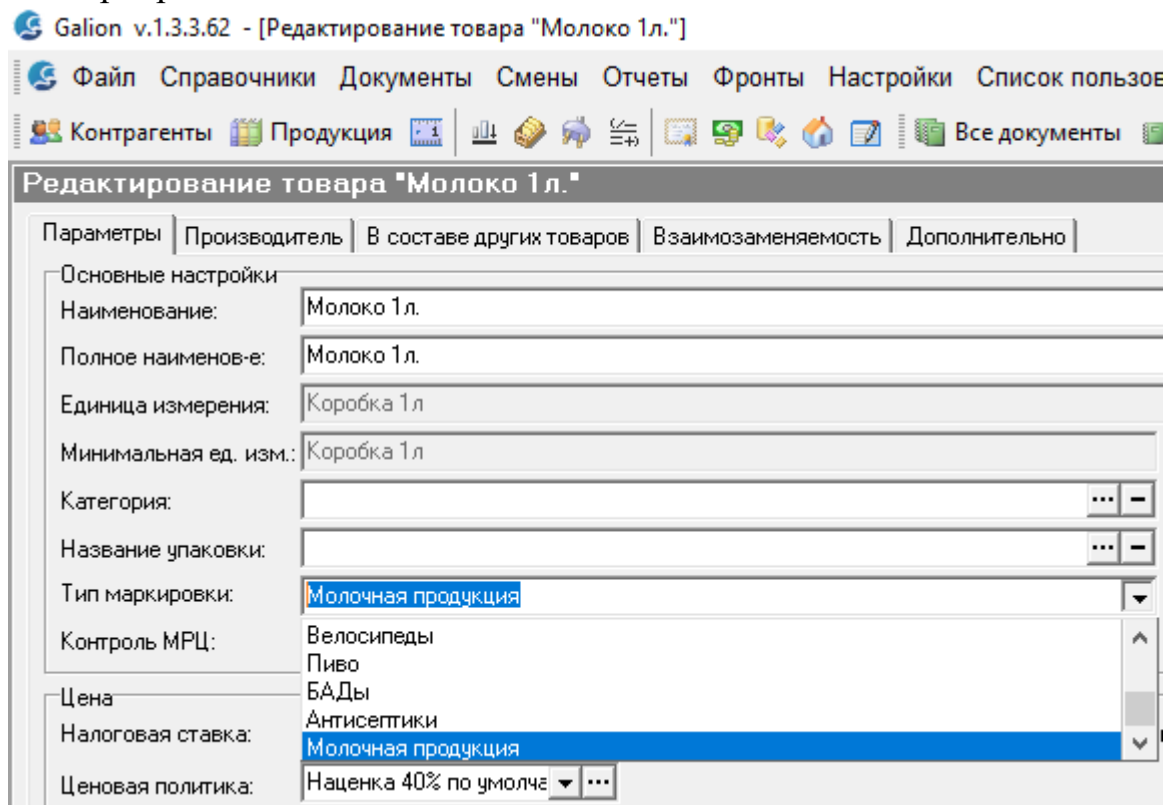 Galion v.1.3.3.62 - [Редактирование товара "Молоко 1л."]
Файл Справочники Документы Смены Отчеты Фронты Настройки Список
Контрагенты Продукция Все документы
Редактирование товара "Молоко 1л."
Параметры Производитель В составе других товаров Взаимозаменяемость Дополнительно
Основные настройки
Наименование: Молоко 1л.
Полное наименов-е: Молоко 1л.
Единица измерения: Коробка 1л
Минимальная ед. изм.: Коробка 1л
Категория:
Название упаковки:
Тип маркировки: Молочная продукция
Контроль МРЦ: Велосипеды
Пиво
БАДы
Антисептики
Молочная продукция
Цена
Налоговая ставка:
Ценовая политика: Наценка 40% по умолча